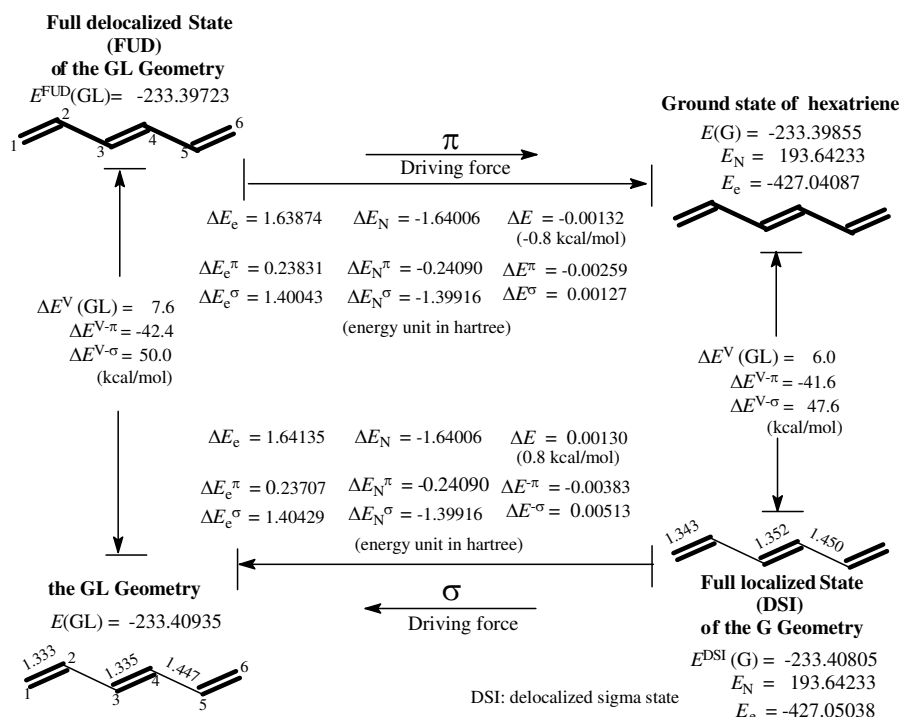 Full delocalized State
(FUD)
of the GL Geometry
E^FUD(GL)= -233.39723
1
2
3
4
5
6
π
Driving force
Ground state of hexatriene
E(G) = -233.39855
E_N = 193.64233
E_e = -427.04087
ΔE_e = 1.63874 ΔE_N = -1.64006 ΔE = -0.00132
(-0.8 kcal/mol)
ΔE_e^π = 0.23831 ΔE_N^π = -0.24090 ΔE^π = -0.00259
ΔE_e^σ = 1.40043 ΔE_N^σ = -1.39916 ΔE^σ = 0.00127
(energy unit in hartree)
ΔE^V (GL) = 7.6
ΔE^V-π = -42.4
ΔE^V-σ = 50.0
(kcal/mol)
ΔE^V (GL) = 6.0
ΔE^V-π = -41.6
ΔE^V-σ = 47.6
(kcal/mol)
ΔE_e = 1.64135 ΔE_N = -1.64006 ΔE = 0.00130
(0.8 kcal/mol)
ΔE_e^π = 0.23707 ΔE_N^π = -0.24090 ΔE^-π = -0.00383
ΔE_e^σ = 1.40429 ΔE_N^σ = -1.39916 ΔE^-σ = 0.00513
(energy unit in hartree)
σ
Driving force
the GL Geometry
E(GL) = -233.40935
1.333
1.335
1.447
1
2
3
4
5
6
1.343
1.352
1.450
Full localized State
(DSI)
of the G Geometry
E^DSI (G) = -233.40805
E_N = 193.64233
E_e = -427.05038
DSI: delocalized sigma state